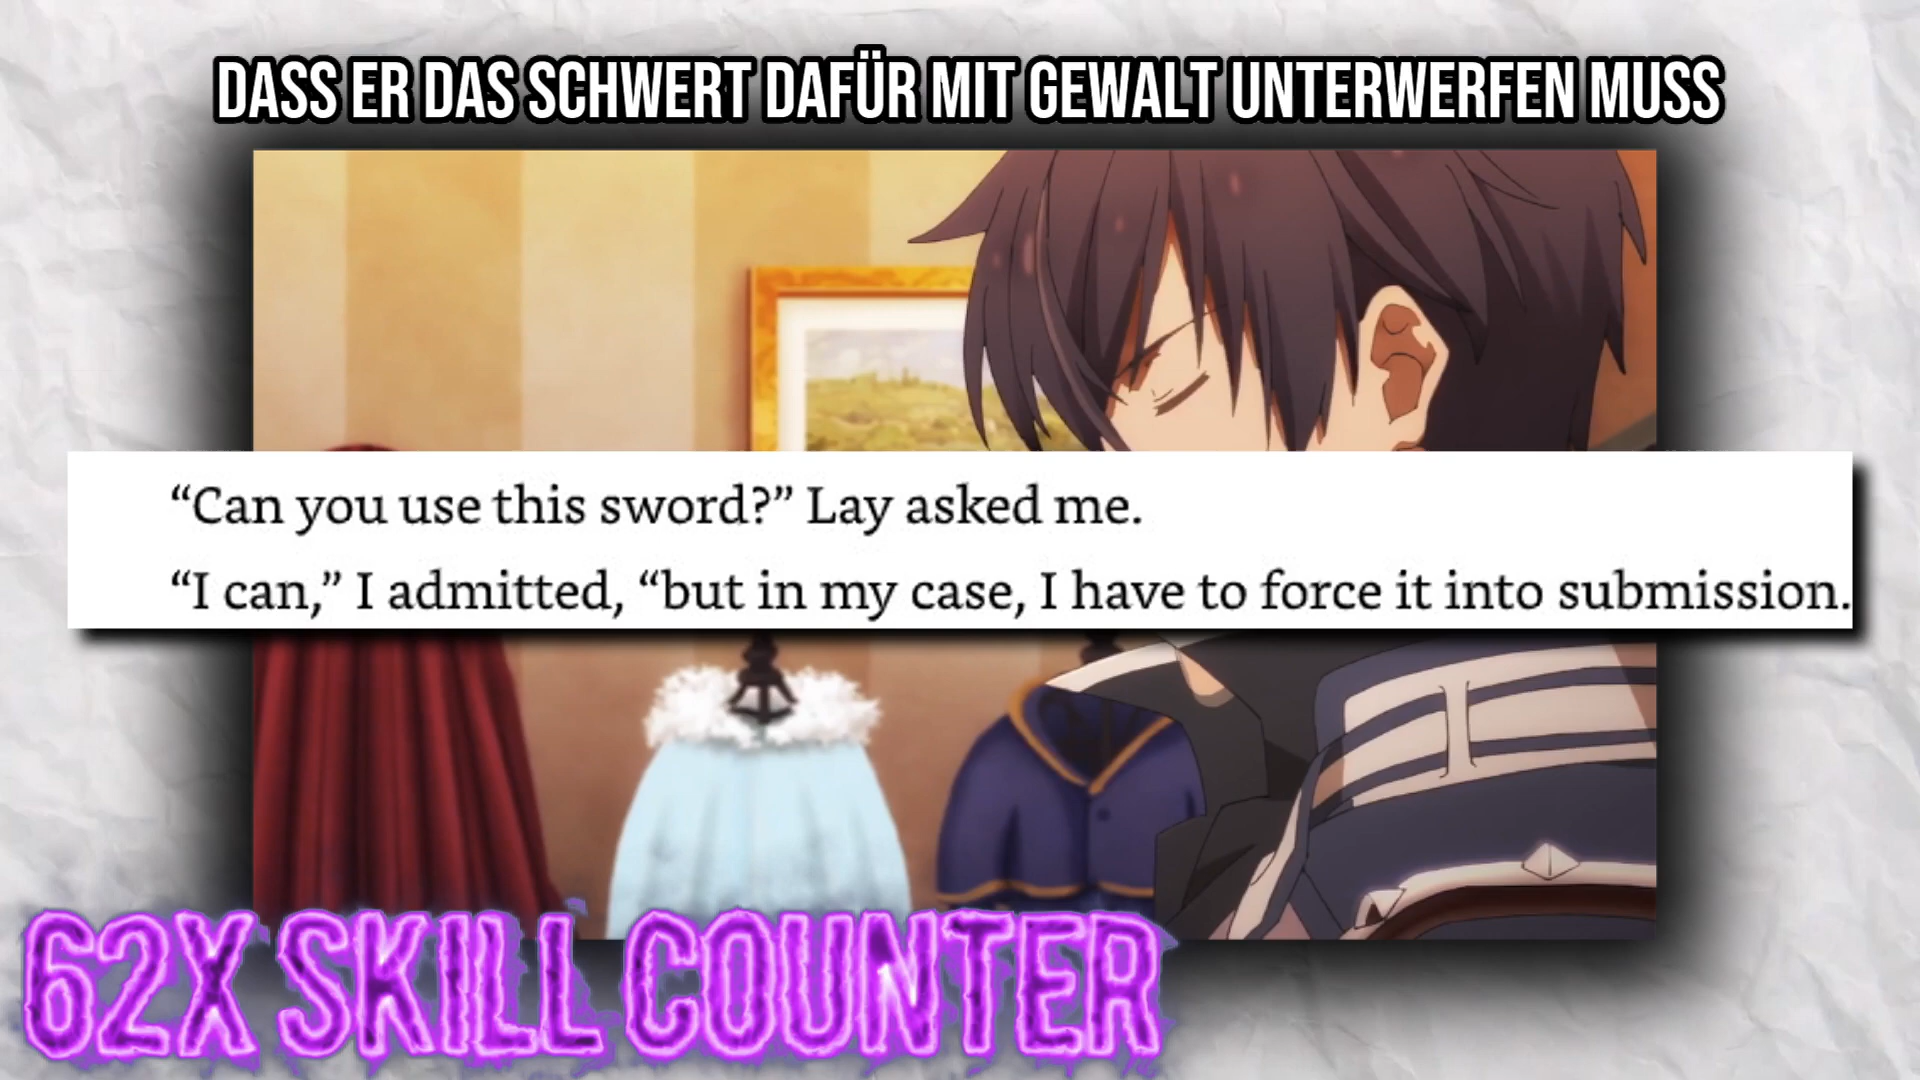 DASS ER DAS SCHWERT DAFÜR MIT GEWALT UNTERWERFEN MUSS
“Can you use this sword?” Lay asked me.
“I can,” I admitted, “but in my case, I have to force it into submission.
62X SKILL COUNTER